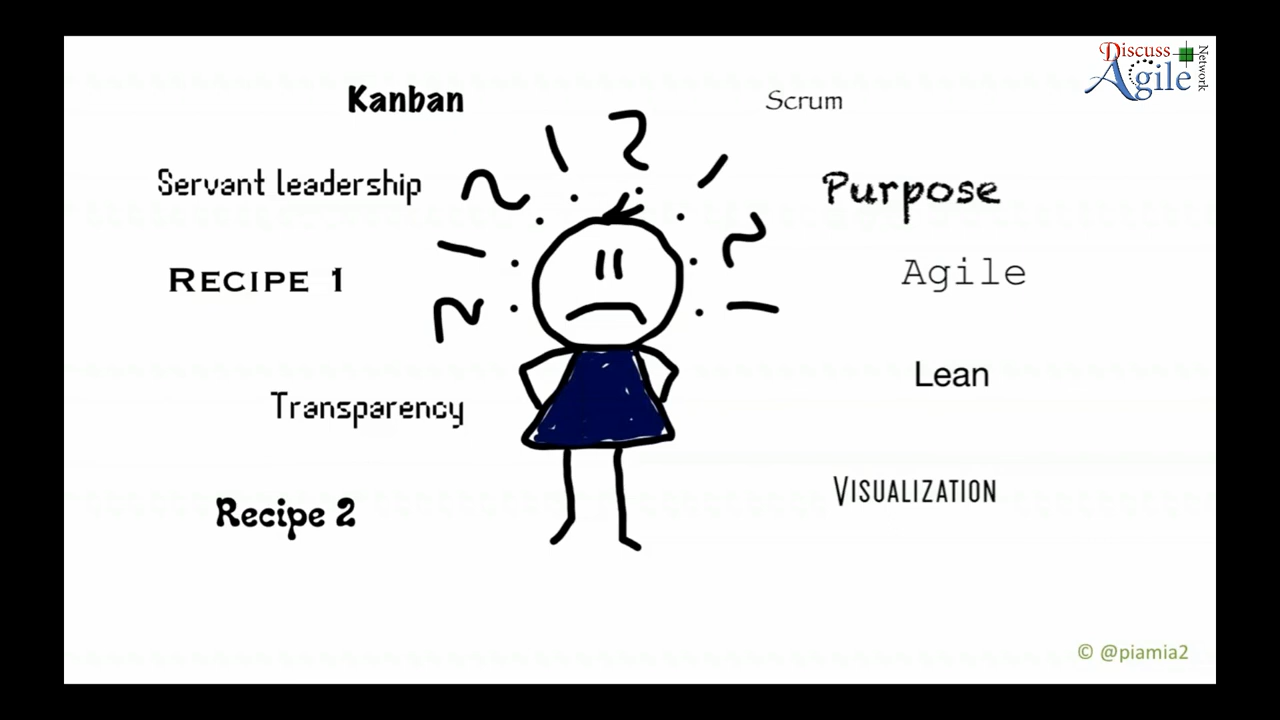 Discuss
Agile
Network
Kanban
Scrum
Servant leadership
Purpose
Recipe 1
Agile
Lean
Transparency
Visualization
Recipe 2
© @piamia2